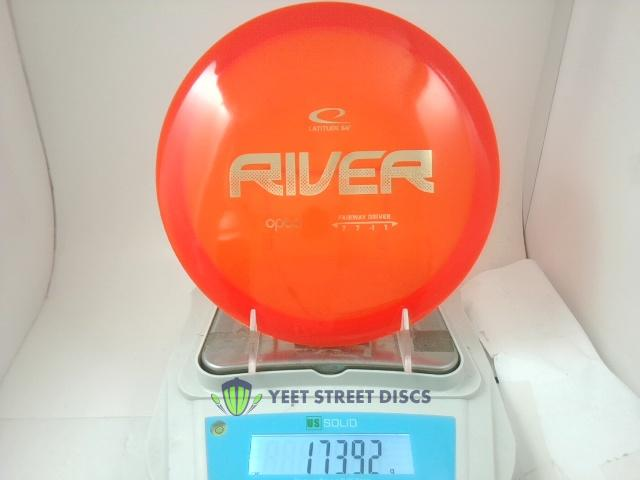 LATITUDE 64°
RIVER
opto
FAIRWAY DRIVER
7 7 -1 1
YEET STREET DISCS
US SOLID
173.92 g